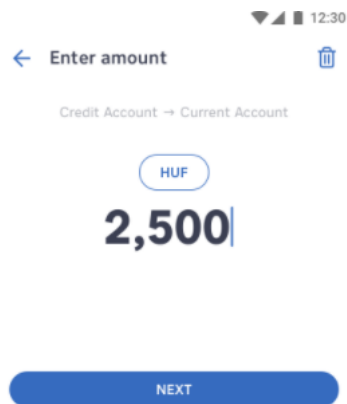 12:30
Enter amount
Credit Account → Current Account
HUF
2,500
NEXT